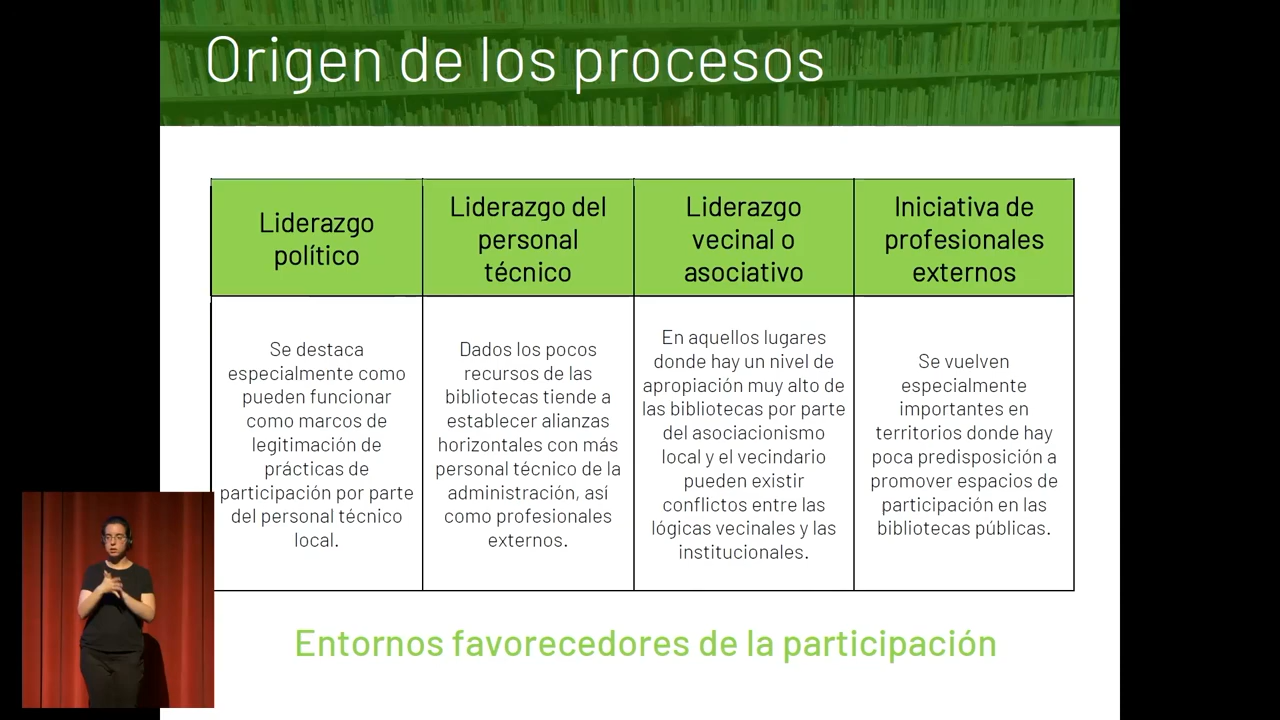 Origen de los procesos
Liderazgo
político
Liderazgo del
personal
técnico
Liderazgo
vecinal o
asociativo
Iniciativa de
profesionales
externos
Se destaca
especialmente como
pueden funcionar
como marcos de
legitimación de
prácticas de
participación por parte
del personal técnico
local.
Dados los pocos
recursos de las
bibliotecas tiende a
establecer alianzas
horizontales con más
personal técnico de la
administración, así
como profesionales
externos.
En aquellos lugares
donde hay un nivel de
apropiación muy alto de
las bibliotecas por parte
del asociacionismo
local y el vecindario
pueden existir
conflictos entre las
lógicas vecinales y las
institucionales.
Se vuelven
especialmente
importantes en
territorios donde hay
poca predisposición a
promover espacios de
participación en las
bibliotecas públicas.
Entornos favorecedores de la participación